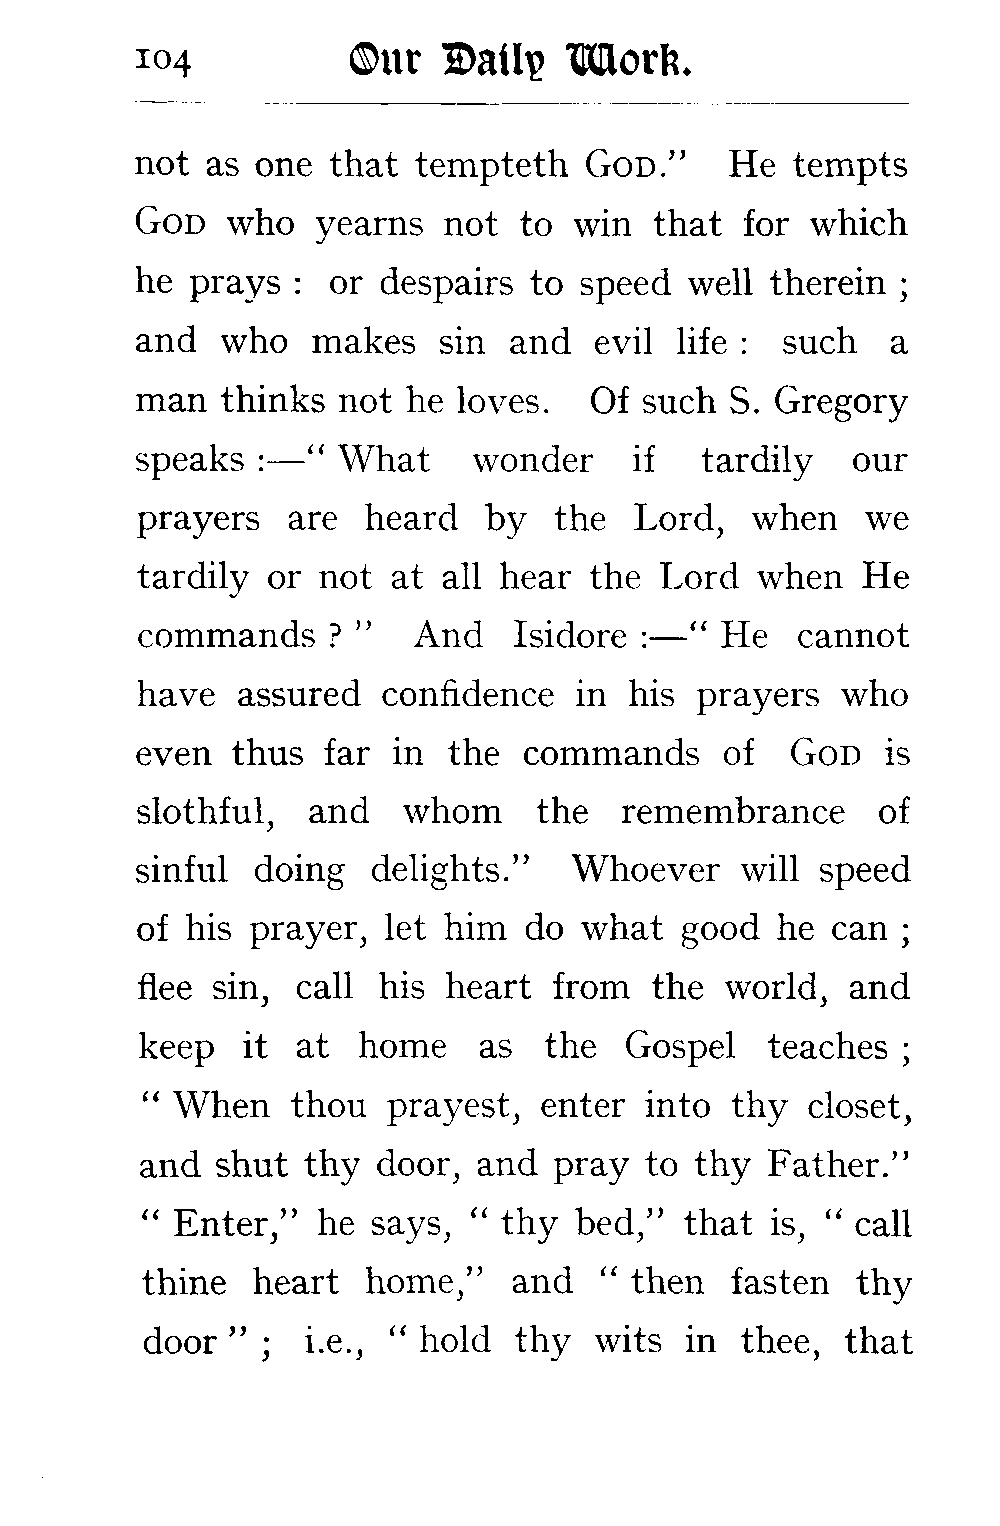 104 Our Daily Work.
not as one that tempteth GOD.” He tempts
GOD who yearns not to win that for which
he prays : or despairs to speed well therein ;
and who makes sin and evil life : such a
man thinks not he loves. Of such S. Gregory
speaks :—“ What wonder if tardily our
prayers are heard by the Lord, when we
tardily or not at all hear the Lord when He
commands ? ” And Isidore :—“ He cannot
have assured confidence in his prayers who
even thus far in the commands of GOD is
slothful, and whom the remembrance of
sinful doing delights.” Whoever will speed
of his prayer, let him do what good he can ;
flee sin, call his heart from the world, and
keep it at home as the Gospel teaches ;
“ When thou prayest, enter into thy closet,
and shut thy door, and pray to thy Father.”
“ Enter,” he says, “ thy bed,” that is, “ call
thine heart home,” and “ then fasten thy
door ” ; i.e., “ hold thy wits in thee, that